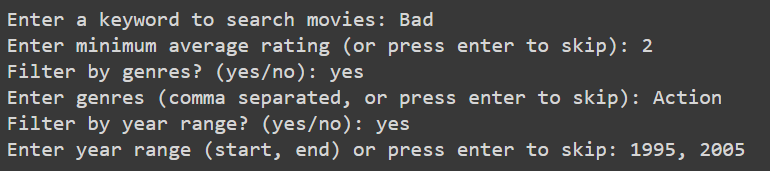 Enter a keyword to search movies: Bad
Enter minimum average rating (or press enter to skip): 2
Filter by genres? (yes/no): yes
Enter genres (comma separated, or press enter to skip): Action
Filter by year range? (yes/no): yes
Enter year range (start, end) or press enter to skip: 1995, 2005